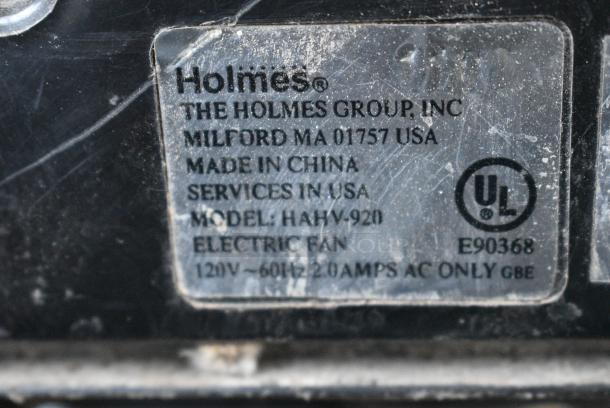 Holmes®
THE HOLMES GROUP, INC
MILFORD MA 01757 USA
MADE IN CHINA
SERVICES IN USA
MODEL: HAHV-920
ELECTRIC FAN
120V~60Hz 2.0AMPS AC ONLY GBE
UL®
E90368